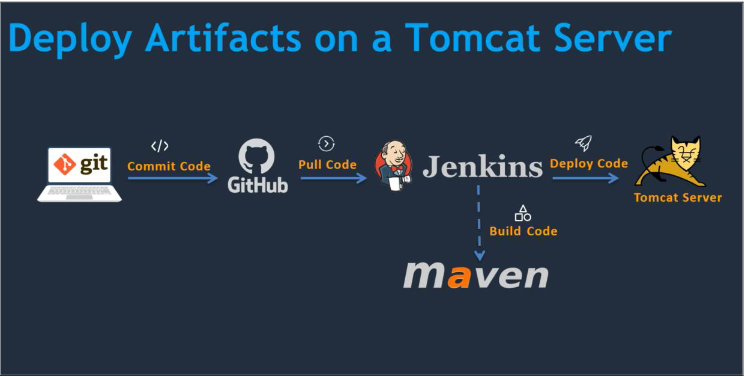 Deploy Artifacts on a Tomcat Server
git
</>
Commit Code
GitHub
Pull Code
Jenkins
Deploy Code
Tomcat Server
Build Code
maven